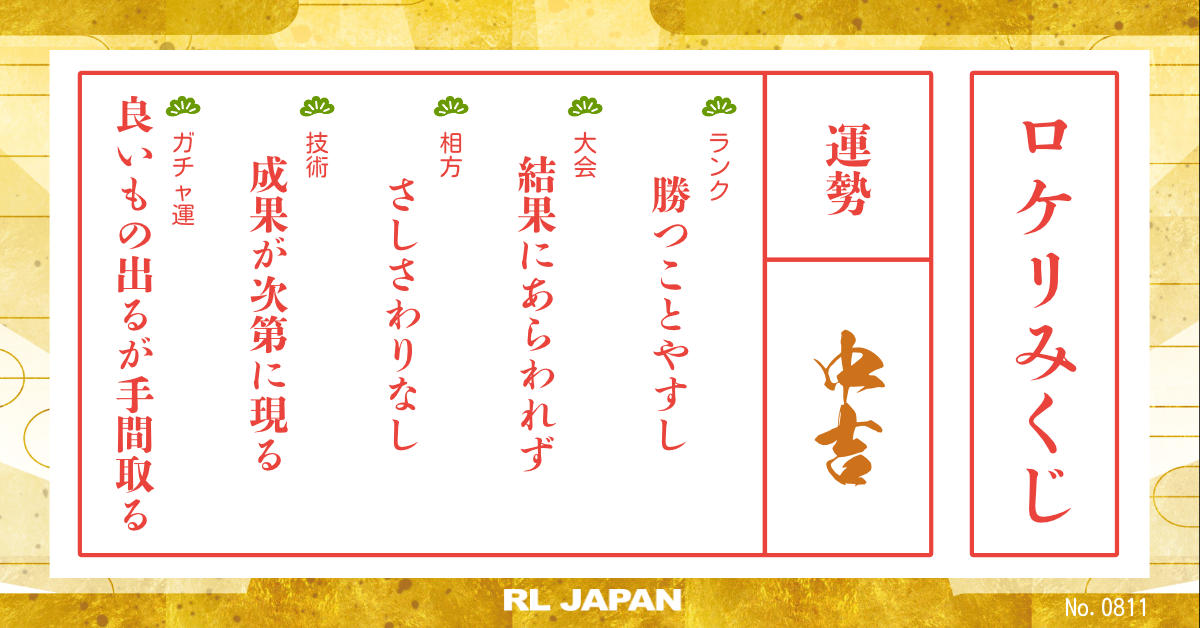 ロケリみくじ
運勢
中吉
ランク
勝つことやすし
大会
結果にあらわれず
相方
さしさわりなし
技術
成果が次第に現る
ガチャ運
良いもの出るが手間取る
RL JAPAN
No. 0811